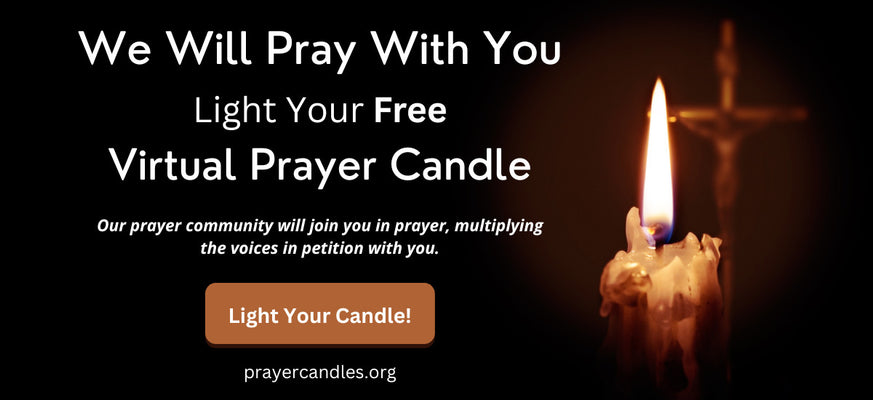 We Will Pray With You
Light Your Free
Virtual Prayer Candle
Our prayer community will join you in prayer, multiplying
the voices in petition with you.
Light Your Candle!
prayercandles.org